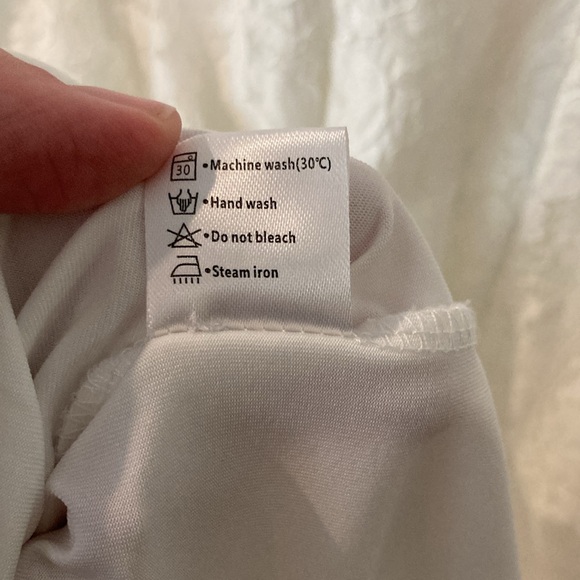 30 •Machine wash(30℃)
•Hand wash
•Do not bleach
•Steam iron